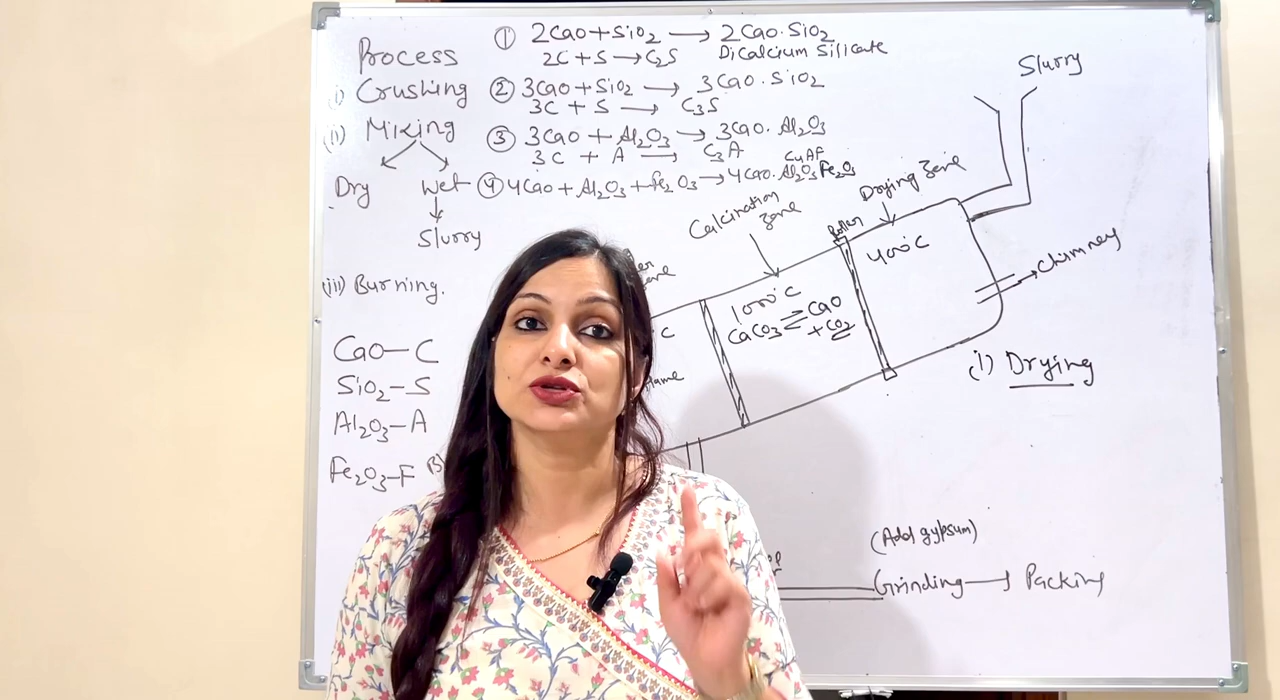 Process
(i) Crushing
(ii) Mixing
Dry
Wet
Slurry
(iii) Burning.
CaO—C
SiO₂—S
Al₂O₃—A
Fe₂O₃—F
① 2CaO + SiO₂ → 2CaO·SiO₂
2C + S → C₂S Dicalcium Silicate
② 3CaO + SiO₂ → 3CaO·SiO₂
3C + S → C₃S
③ 3CaO + Al₂O₃ → 3CaO·Al₂O₃
3C + A → C₃A
C₄AF
④ 4CaO + Al₂O₃ + Fe₂O₃ → 4CaO·Al₂O₃Fe₂O₃
Slurry
Drying Zone
Calcination Zone
Roller
400°C
Chimney
1000°C
CaCO₃ ⇌ CaO
+ CO₂
(i) Drying
(Add gypsum)
Grinding → Packing